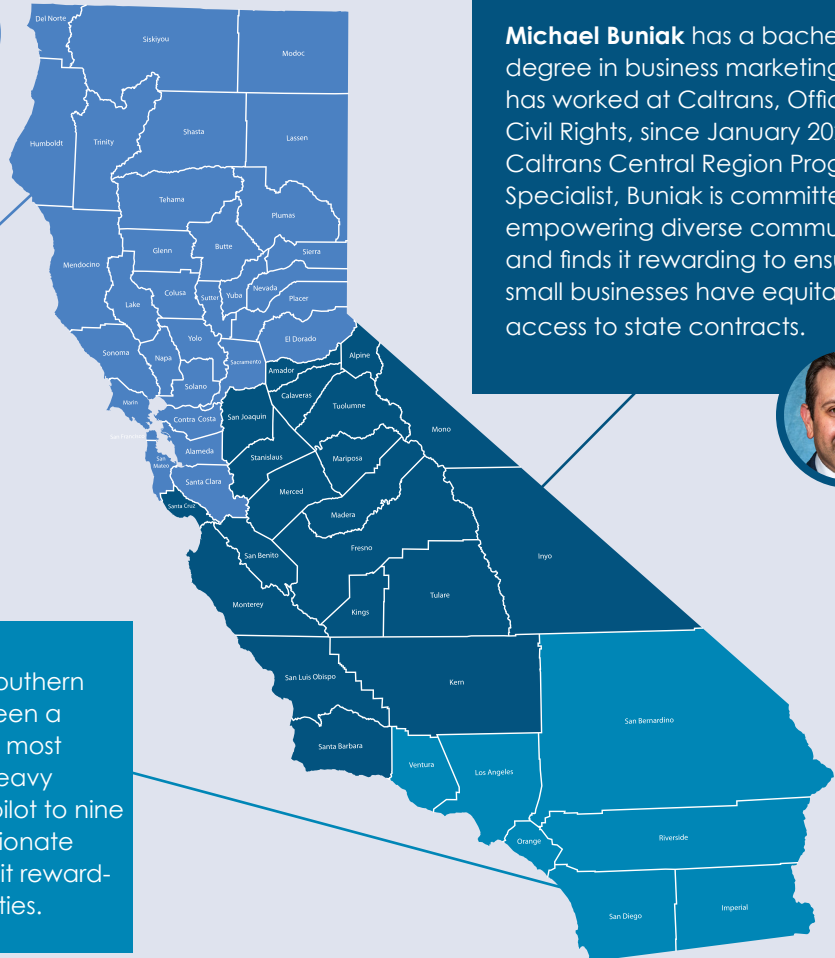 Michael Buniak has a bache
degree in business marketing
has worked at Caltrans, Offic
Civil Rights, since January 20
Caltrans Central Region Prog
Specialist, Buniak is committe
empowering diverse commu
and finds it rewarding to ensu
small businesses have equita
access to state contracts.
Del Norte
Siskiyou
Modoc
Humboldt
Trinity
Shasta
Lassen
Tehama
Plumas
Mendocino
Glenn
Butte
Sierra
Lake
Colusa
Sutter
Yuba
Nevada
Placer
Sonoma
Napa
Yolo
Sacramento
El Dorado
Solano
Marin
Contra Costa
San Francisco
Alameda
San
Mateo
Santa Clara
Santa Cruz
Alpine
Amador
Calaveras
San Joaquin
Tuolumne
Mono
Stanislaus
Mariposa
Merced
Madera
Fresno
San Benito
Inyo
Monterey
Kings
Tulare
San Luis Obispo
Kern
Santa Barbara
San Bernardino
Ventura
Los Angeles
Orange
Riverside
San Diego
Imperial
outhern
een a
most
eavy
pilot to nine
ionate
it reward-
ties.